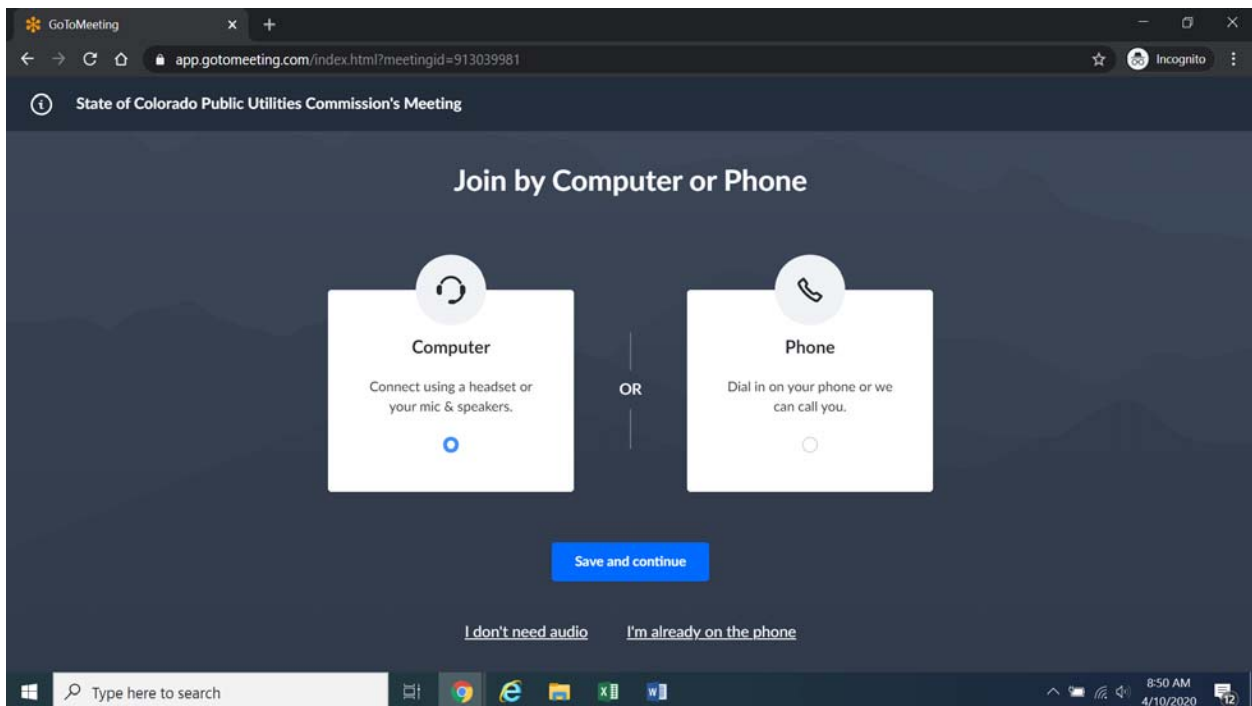 GoToMeeting
app.gotomeeting.com/index.html?meetingid=913039981
Incognito
State of Colorado Public Utilities Commission's Meeting
Join by Computer or Phone
Computer
Connect using a headset or
your mic & speakers.
OR
Phone
Dial in on your phone or we
can call you.
Save and continue
I don't need audio
I'm already on the phone
Type here to search
8:50 AM
4/10/2020
12